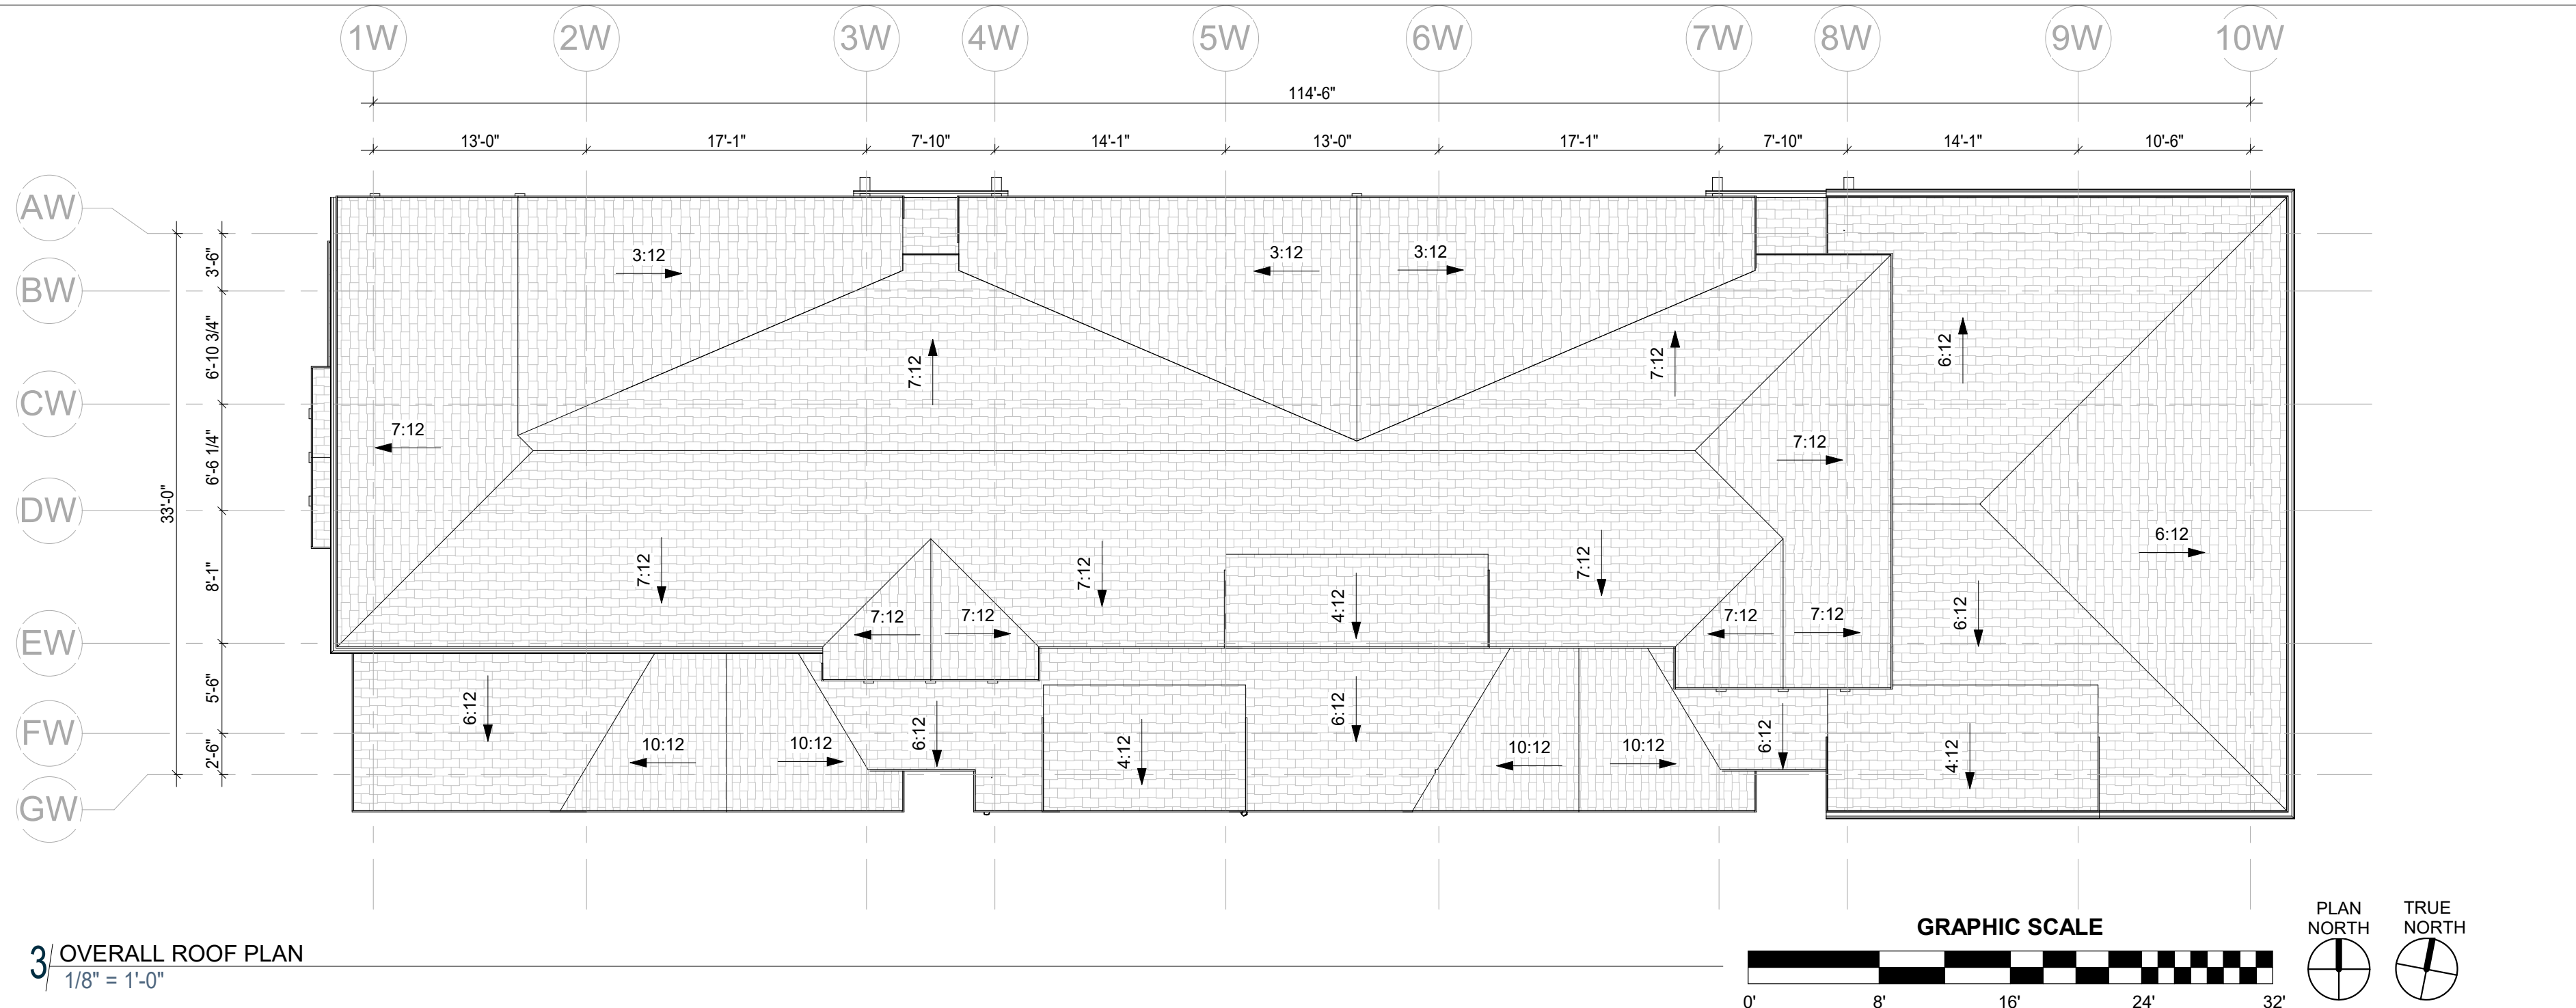 1W 2W 3W 4W 5W 6W 7W 8W 9W 10W
114'-6"
13'-0" 17'-1" 7'-10" 14'-1" 13'-0" 17'-1" 7'-10" 14'-1" 10'-6"
AW
BW
CW
DW
EW
FW
GW
33'-0"
3'-6"
6'-10 3/4"
6'-6 1/4"
8'-1"
5'-6"
2'-6"
3:12 3:12 3:12
7:12 7:12 6:12
7:12 7:12
6:12
7:12 7:12 4:12 7:12 6:12
7:12 7:12 7:12 7:12
6:12 6:12 6:12 6:12
10:12 10:12 4:12 10:12 10:12 4:12
3 OVERALL ROOF PLAN
1/8" = 1'-0"
GRAPHIC SCALE
0' 8' 16' 24' 32'
PLAN
NORTH
TRUE
NORTH